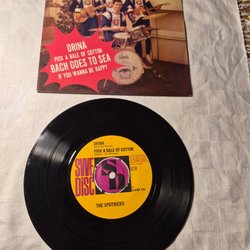 DRINA
PICK A BALE OF COTTON
BACH GOES TO SEA
IF YOU WANNA BE HAPPY
DRINA
PICK A BALE OF COTTON
SWE
DISC
THE SPOTNICKS